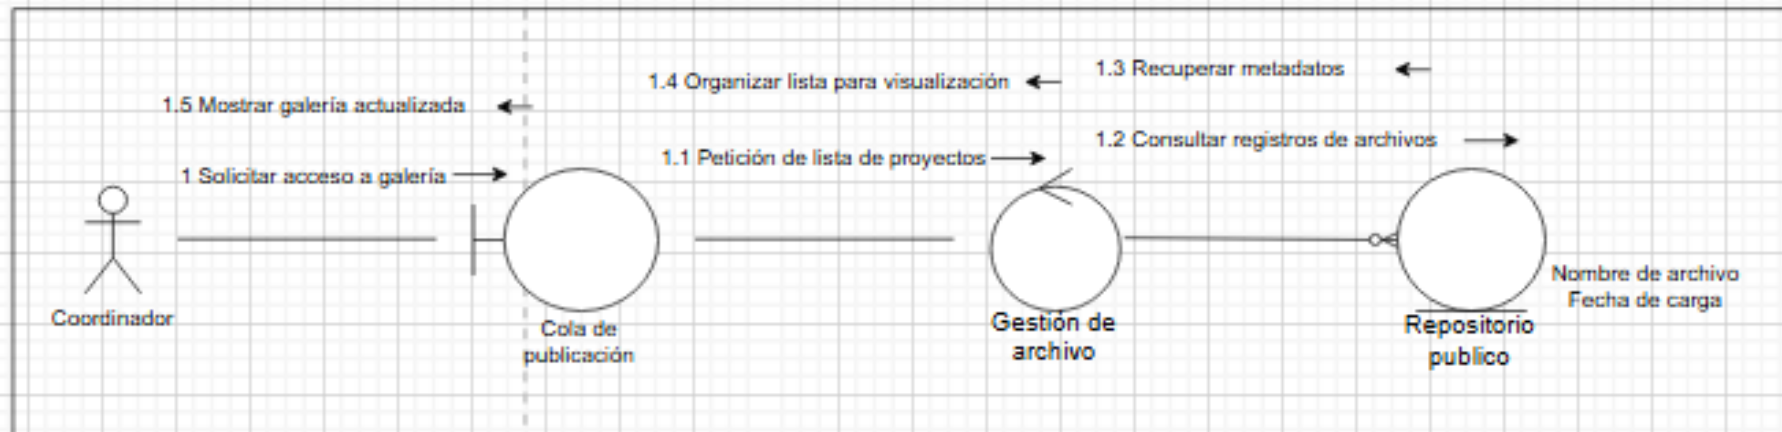 1.3 Recuperar metadatos
1.4 Organizar lista para visualización
1.5 Mostrar galería actualizada
1.2 Consultar registros de archivos
1.1 Petición de lista de proyectos
1 Solicitar acceso a galería
Coordinador
Cola de
publicación
Gestión de
archivo
Nombre de archivo
Fecha de carga
Repositorio
publico